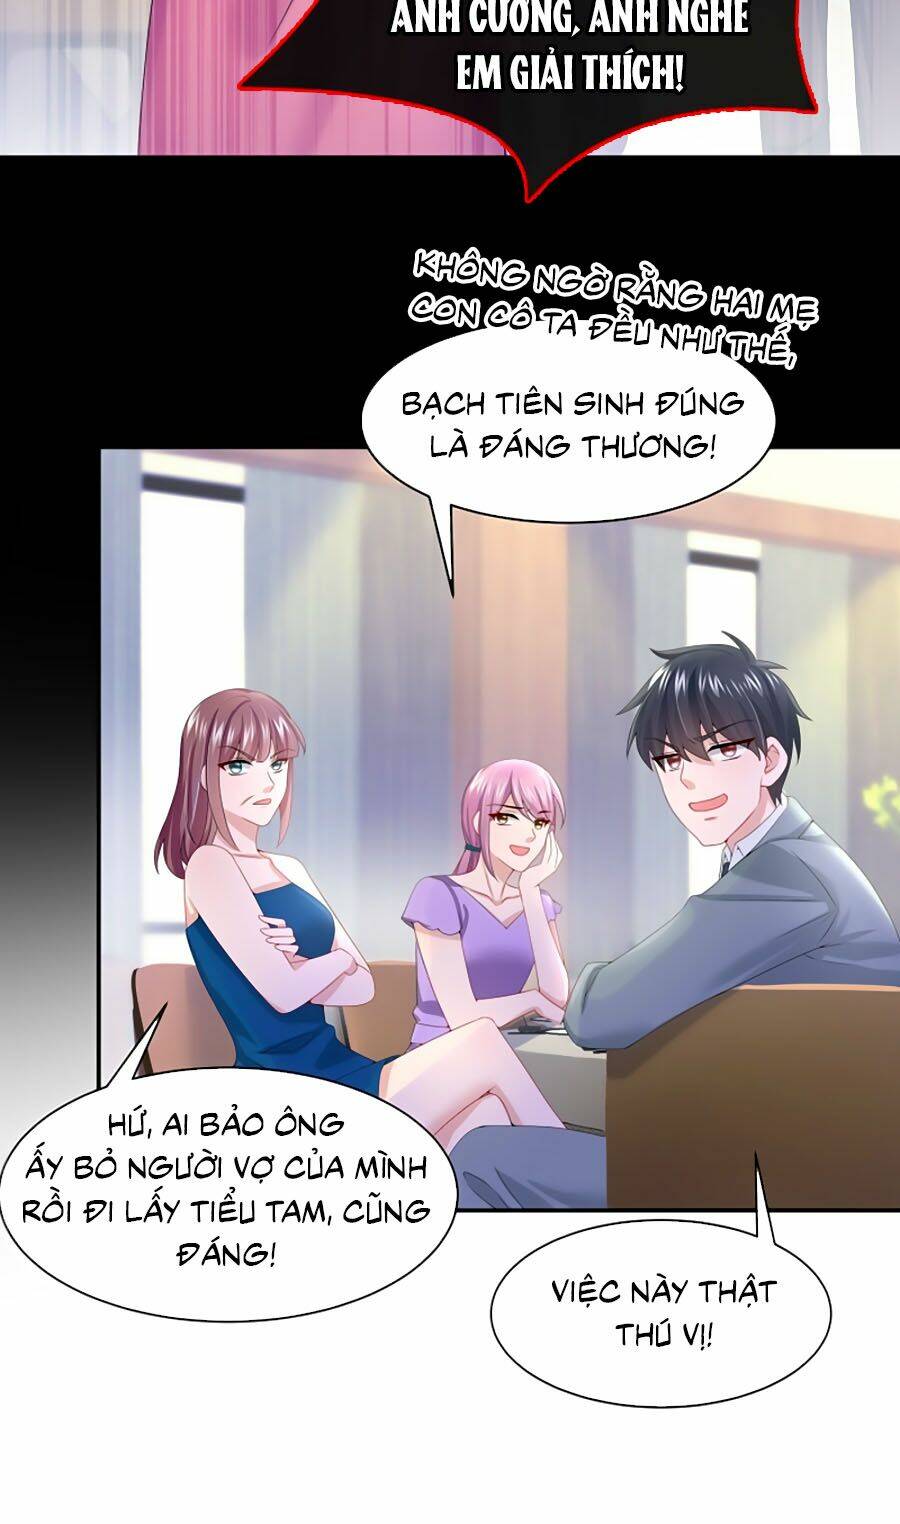 ANH CƯỜNG, ANH NGHE
EM GIẢI THÍCH!
KHÔNG NGỜ RẰNG HAI MẸ
CON CÔ TA ĐỀU NHƯ THẾ,
BẠCH TIÊN SINH ĐÚNG
LÀ ĐÁNG THƯƠNG!
HỨ, AI BẢO ÔNG
ẤY BỎ NGƯỜI VỢ CỦA MÌNH
RỒI ĐI LẤY TIỂU TAM, CŨNG
ĐÁNG!
VIỆC NÀY THẬT
THÚ VỊ!